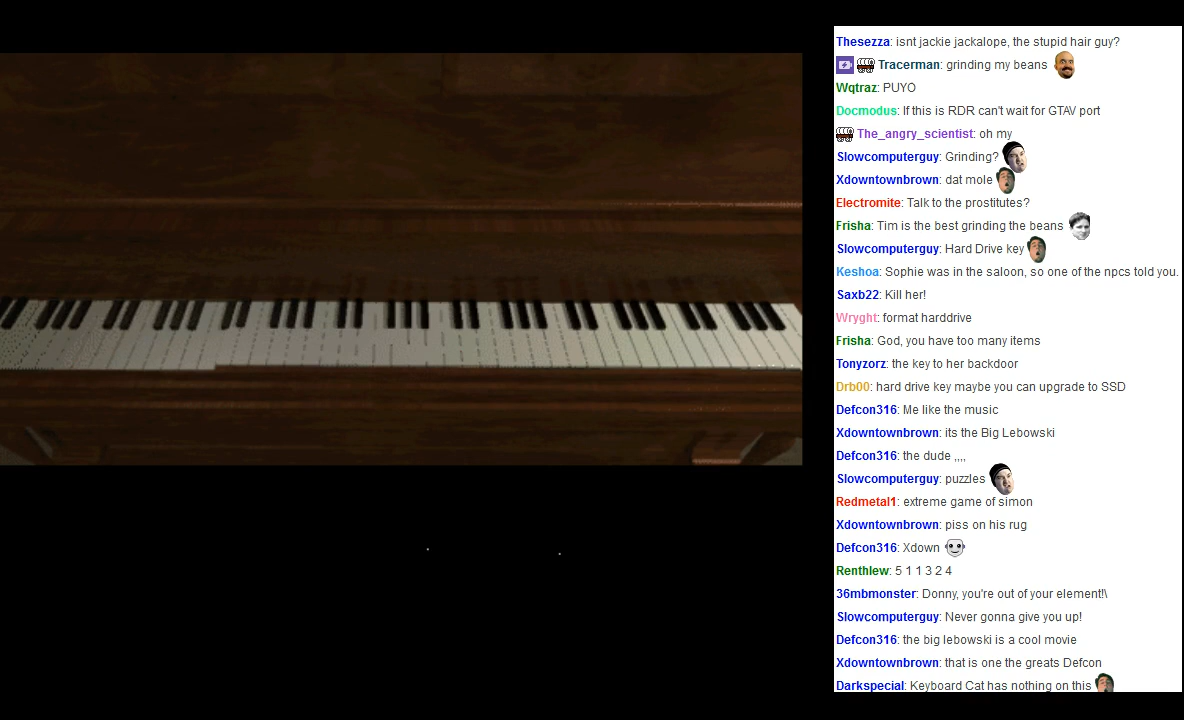 Thesezza: isnt jackie jackalope, the stupid hair guy?
Tracerman: grinding my beans
Wqtraz: PUYO
Docmodus: If this is RDR can't wait for GTAV port
The_angry_scientist: oh my
Slowcomputerguy: Grinding?
Xdowntownbrown: dat mole
Electromite: Talk to the prostitutes?
Frisha: Tim is the best grinding the beans
Slowcomputerguy: Hard Drive key
Keshoa: Sophie was in the saloon, so one of the npcs told you.
Saxb22: Kill her!
Wryght: format harddrive
Frisha: God, you have too many items
Tonyzorz: the key to her backdoor
Drb00: hard drive key maybe you can upgrade to SSD
Defcon316: Me like the music
Xdowntownbrown: its the Big Lebowski
Defcon316: the dude ,,,,
Slowcomputerguy: puzzles
Redmetal1: extreme game of simon
Xdowntownbrown: piss on his rug
Defcon316: Xdown
Renthlew: 5 1 1 3 2 4
36mbmonster: Donny, you're out of your element!\
Slowcomputerguy: Never gonna give you up!
Defcon316: the big lebowski is a cool movie
Xdowntownbrown: that is one the greats Defcon
Darkspecial: Keyboard Cat has nothing on this